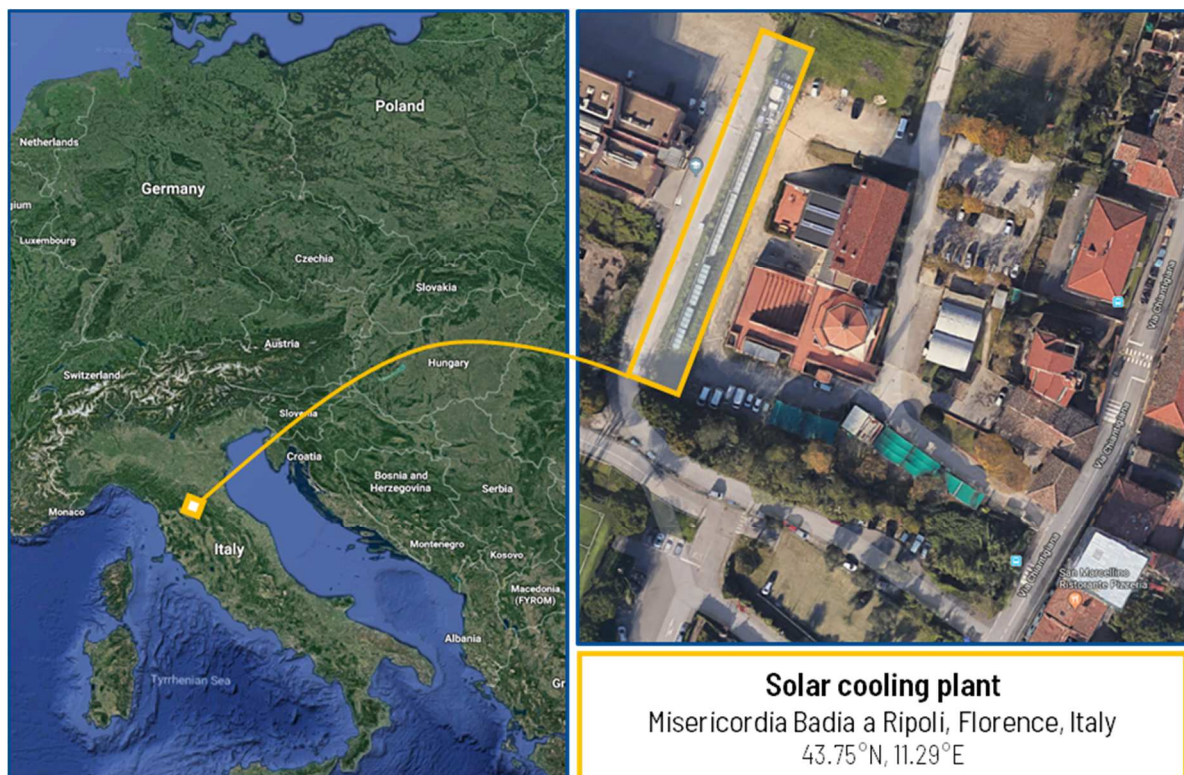 Poland
Netherlands
Germany
gium
Luxembourg
Czechia
Slovakia
Austria
Switzerland
Hungary
Slovenia
Croatia
Bosnia and
Herzegovina
Serbia
Monaco
Italy
Montenegro
Kosovo
Macedonia
(FYROM)
Albania
Gr
Tyrrhenian Sea
Via Chiantigiana
Via Chiantigiana
Via Chiantigiana
San Marcellino
Ristorante Pizzeria
Solar cooling plant
Misericordia Badia a Ripoli, Florence, Italy
43.75°N, 11.29°E